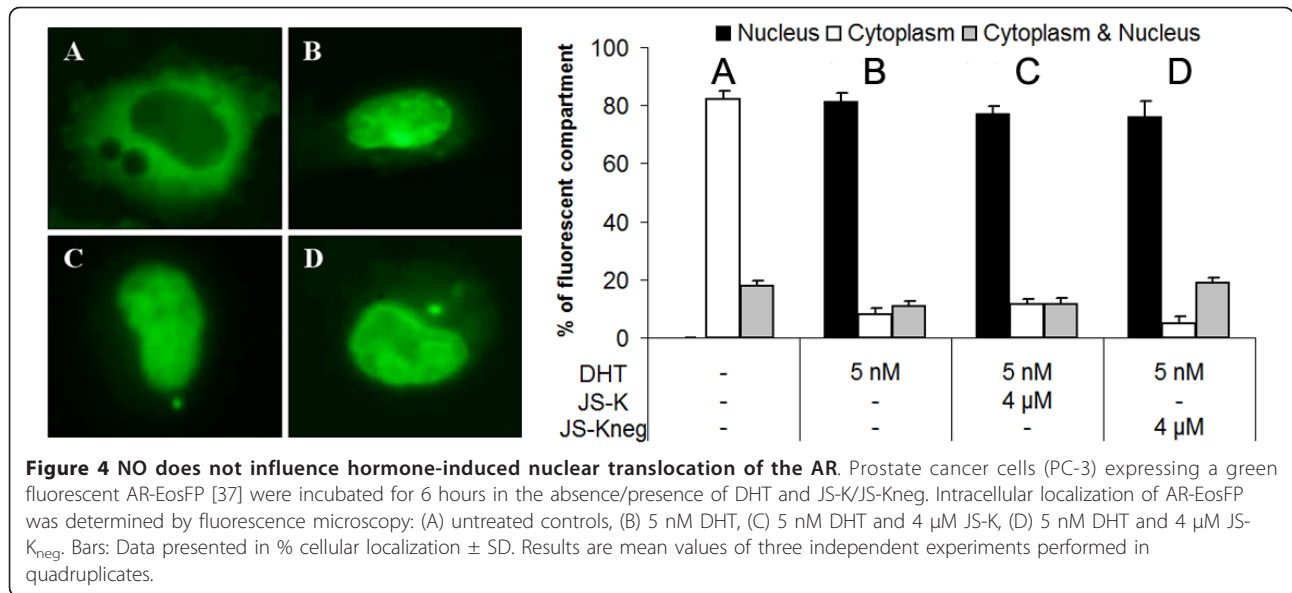 A
B
C
D
% of fluorescent compartment
100
80
60
40
20
0
Nucleus Cytoplasm Cytoplasm & Nucleus
A B C D
DHT - 5 nM 5 nM 5 nM
JS-K - - 4 µM -
JS-Kneg - - - 4 µM
Figure 4 NO does not influence hormone-induced nuclear translocation of the AR. Prostate cancer cells (PC-3) expressing a green
fluorescent AR-EosFP [37] were incubated for 6 hours in the absence/presence of DHT and JS-K/JS-Kneg. Intracellular localization of AR-EosFP
was determined by fluorescence microscopy: (A) untreated controls, (B) 5 nM DHT, (C) 5 nM DHT and 4 μM JS-K, (D) 5 nM DHT and 4 μM JS-
Kneg. Bars: Data presented in % cellular localization ± SD. Results are mean values of three independent experiments performed in
quadruplicates.